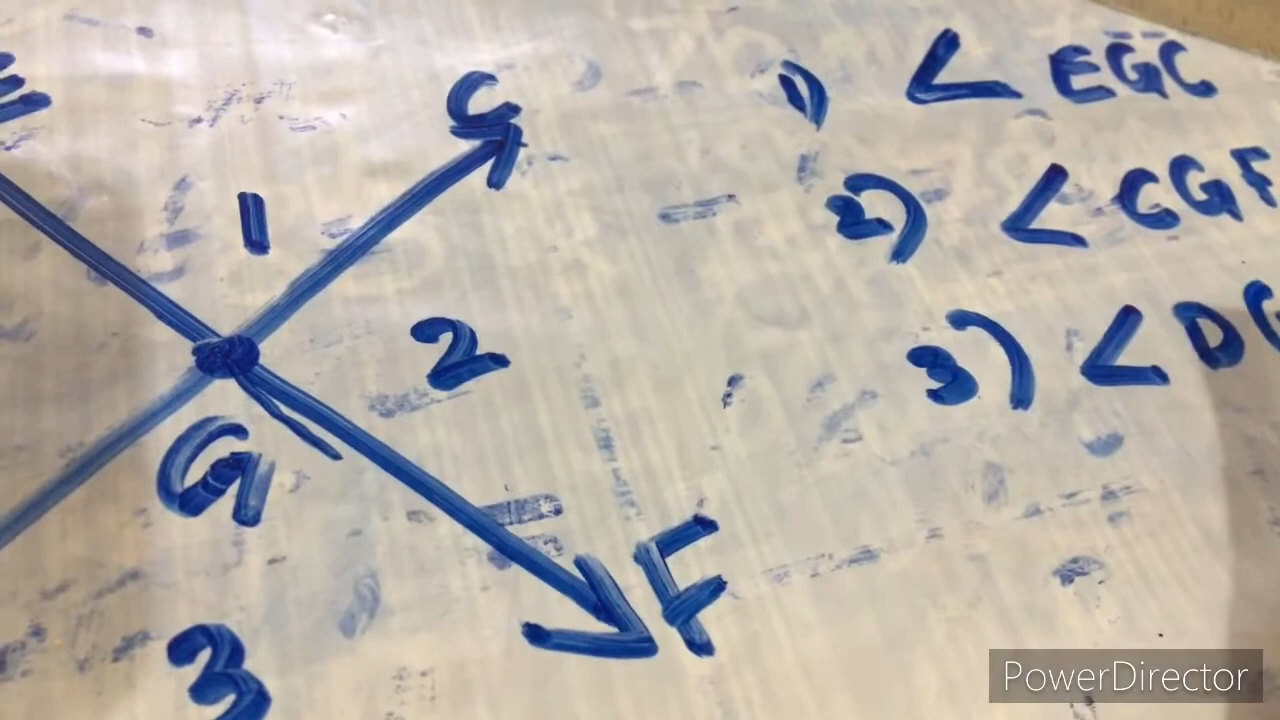 E
C
1
2
G
F
3
1) < EGC
2) < CGF
3) < DG
PowerDirector